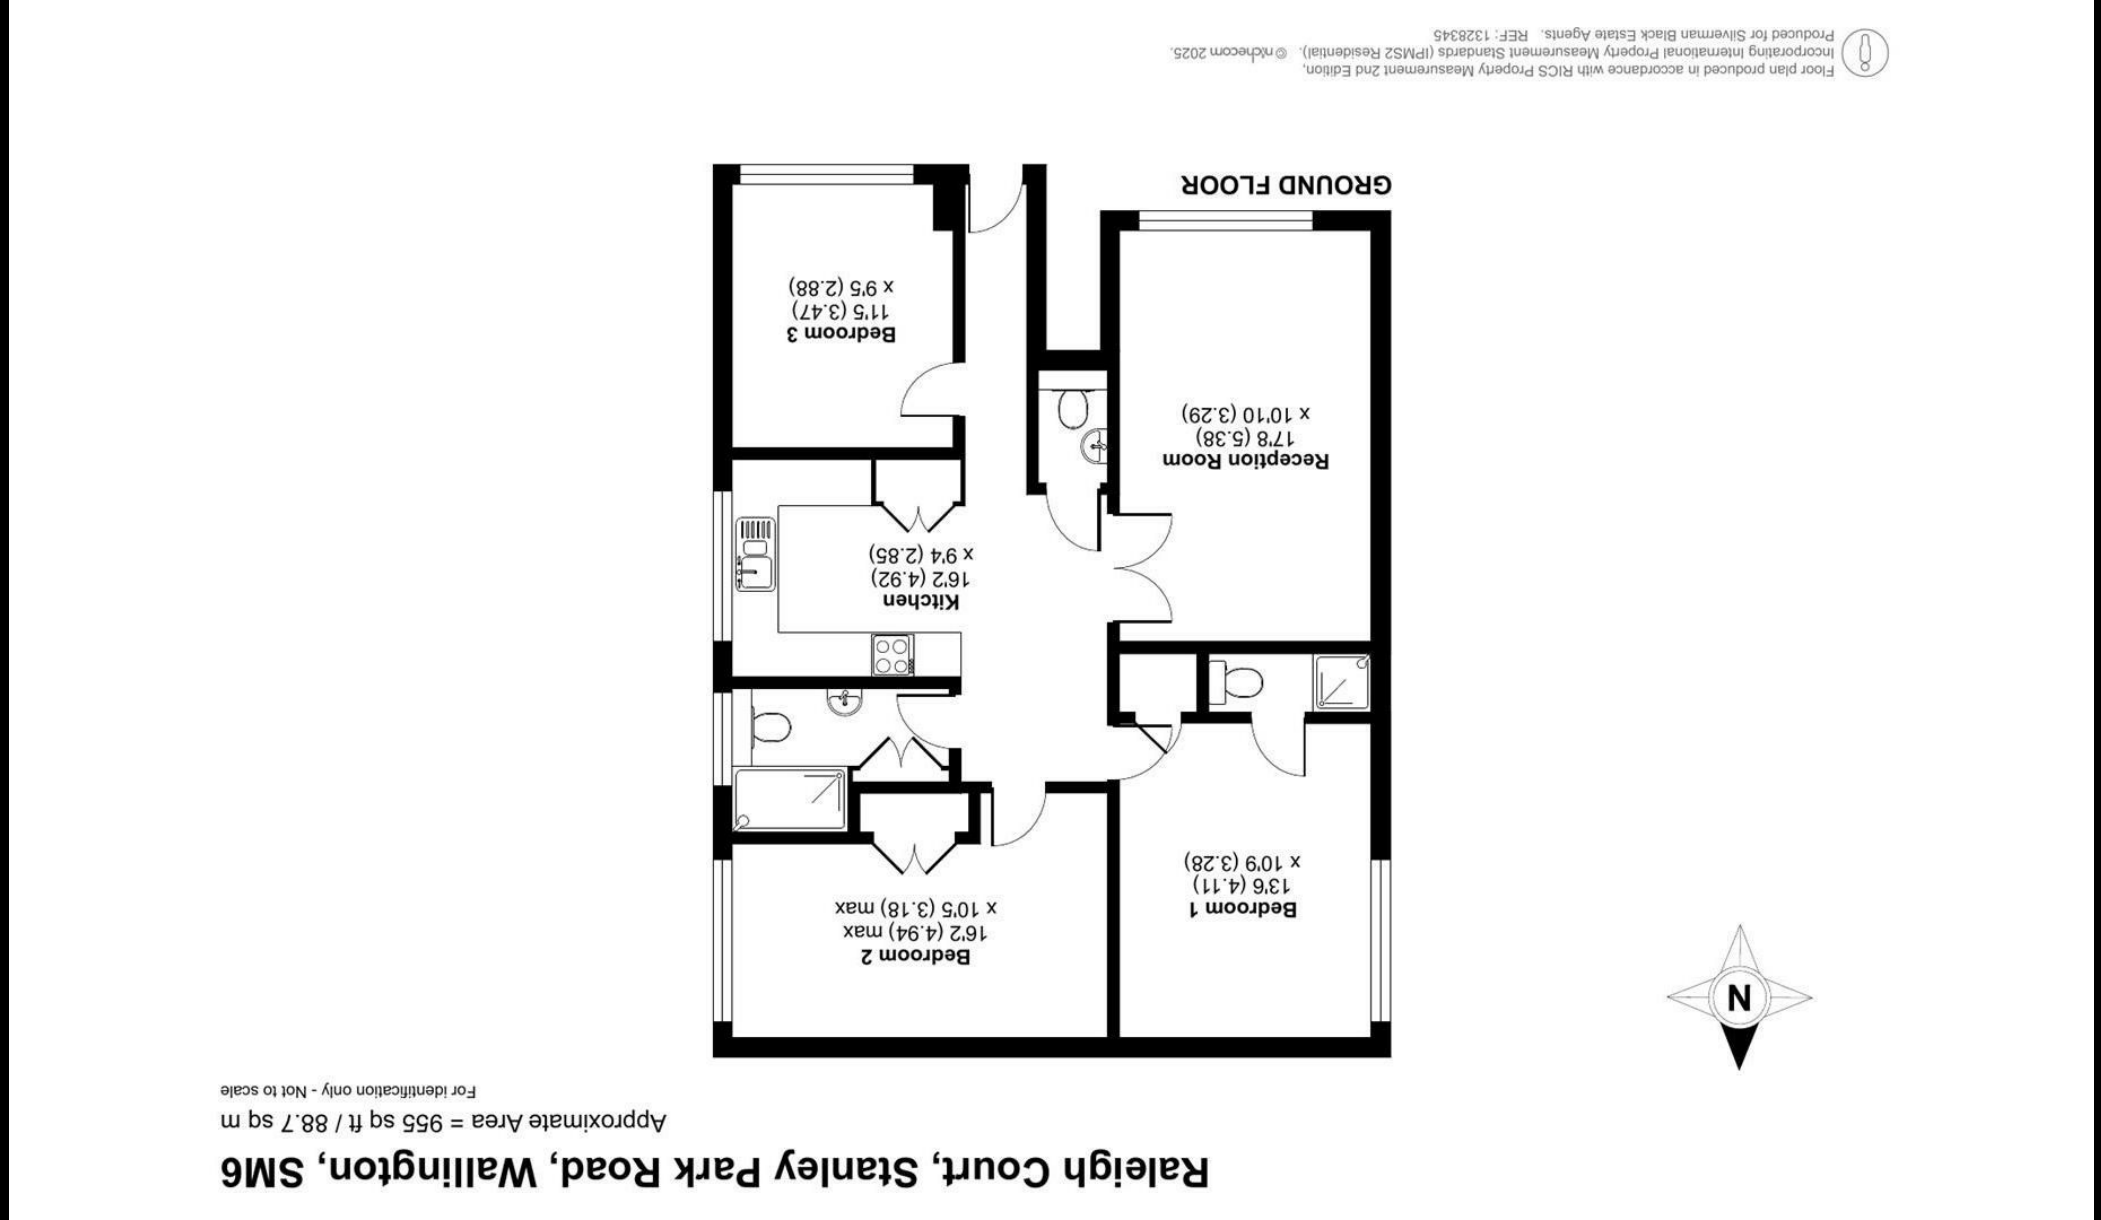 Raleigh Court, Stanley Park Road, Wallington, SM6
Approximate Area = 955 sq ft / 88.7 sq m
For identification only - Not to scale
N
Bedroom 2
16'2 (4.94) max
x 10'5 (3.18) max
Bedroom 1
13'6 (4.11)
x 10'9 (3.28)
Kitchen
16'2 (4.92)
x 9'4 (2.85)
Reception Room
17'8 (5.38)
x 10'10 (3.29)
Bedroom 3
11'5 (3.47)
x 9'5 (2.88)
GROUND FLOOR
Floor plan produced in accordance with RICS Property Measurement 2nd Edition,
Incorporating International Property Measurement Standards (IPMS2 Residential). © nichecom 2025.
Produced for Silverman Black Estate Agents. REF: 1328345